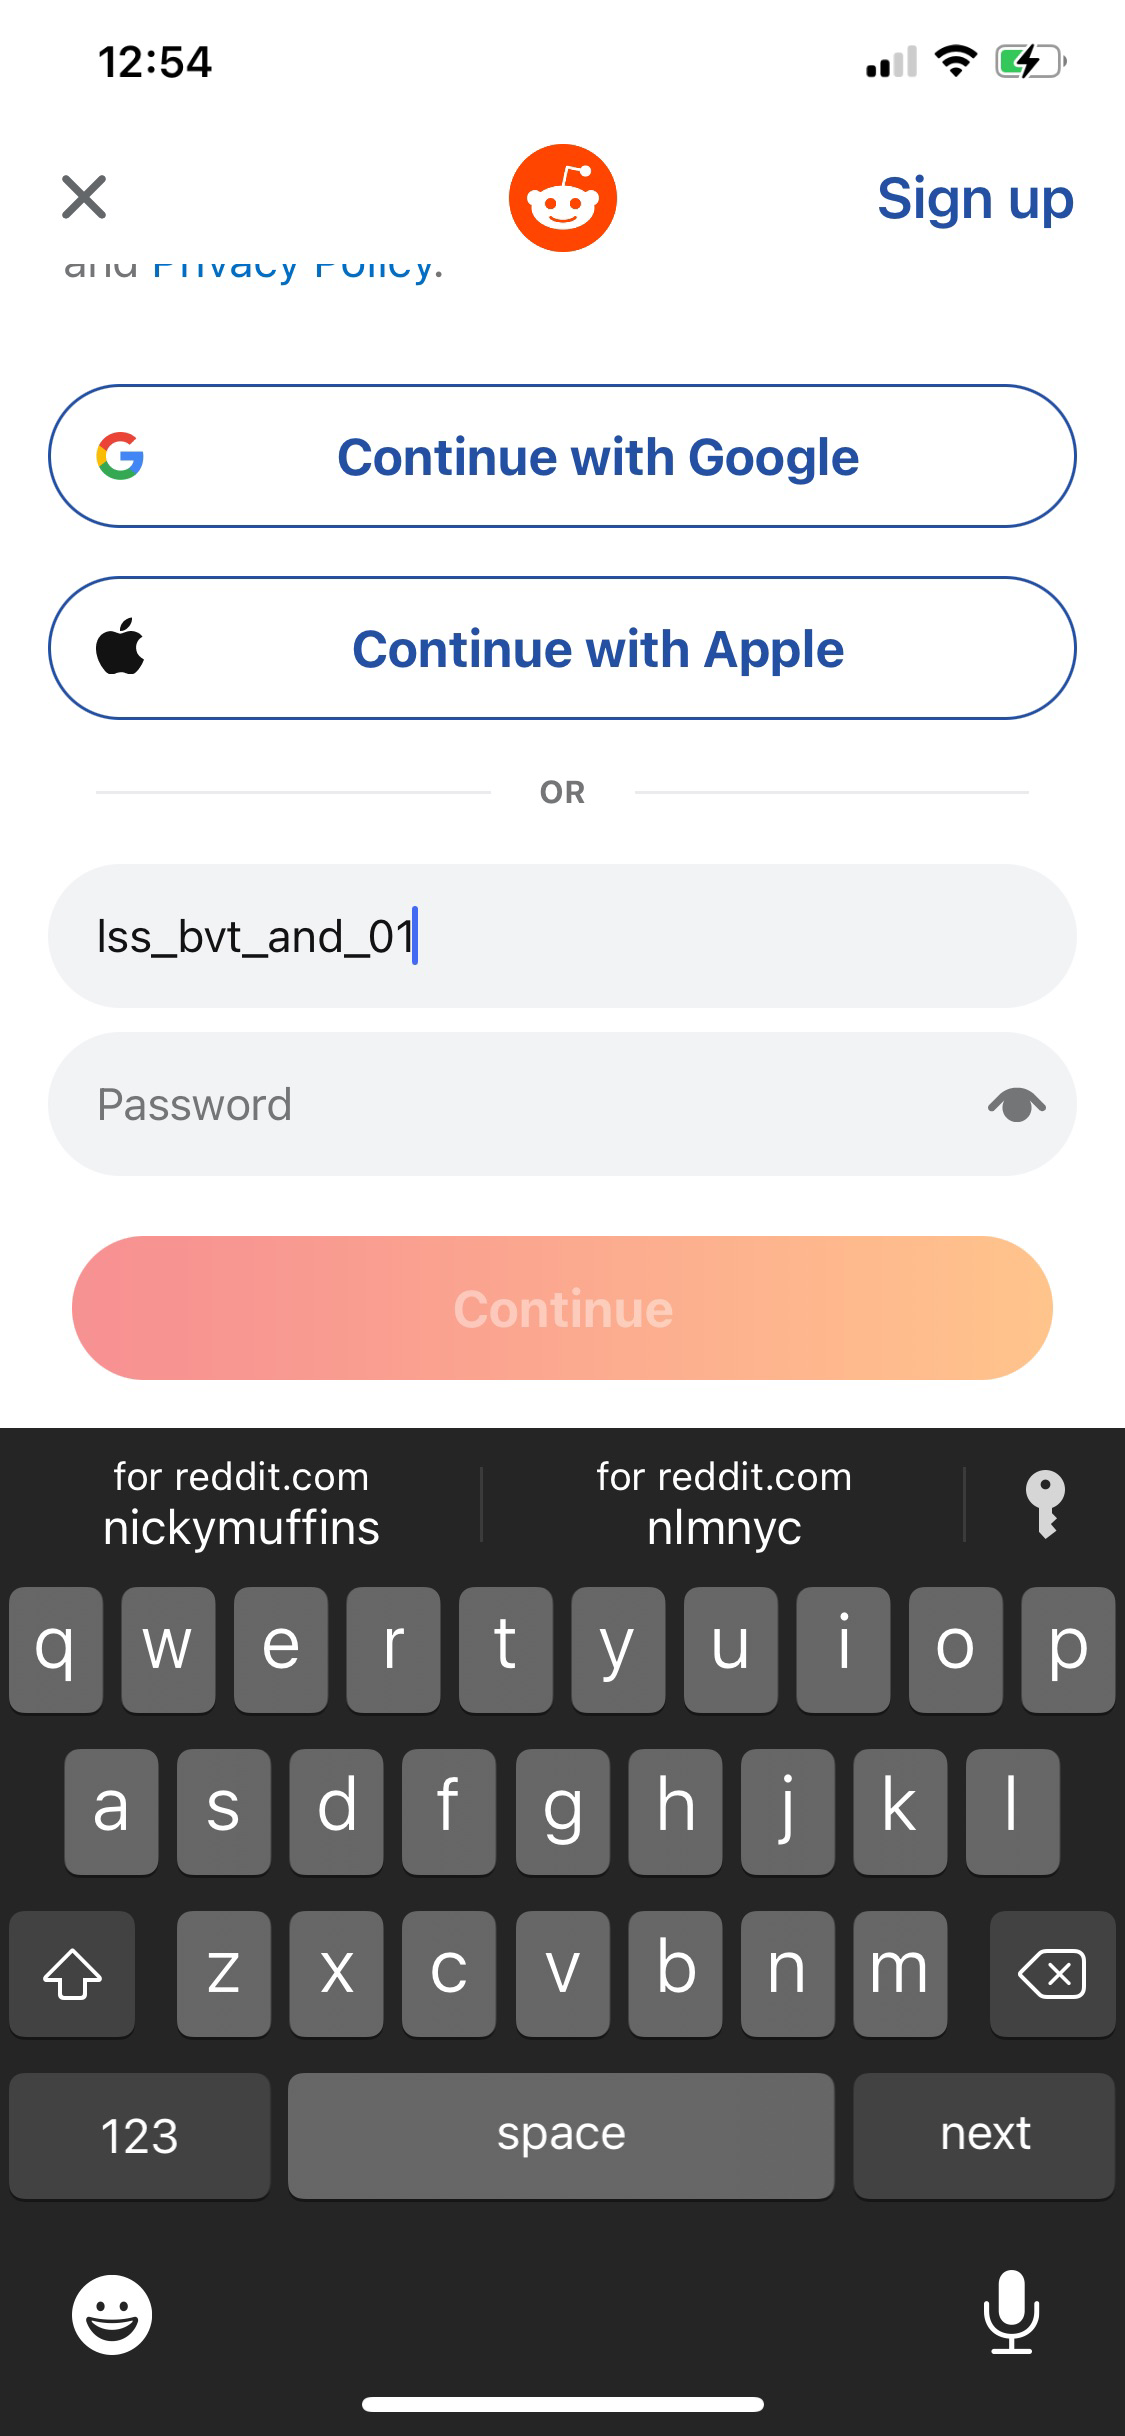 12:54
Sign up
and Privacy Policy.
Continue with Google
Continue with Apple
OR
lss_bvt_and_01
Password
Continue
for reddit.com for reddit.com
nickymuffins nlmnyc
q w e r t y u i o p
a s d f g h j k l
z x c v b n m
123 space next